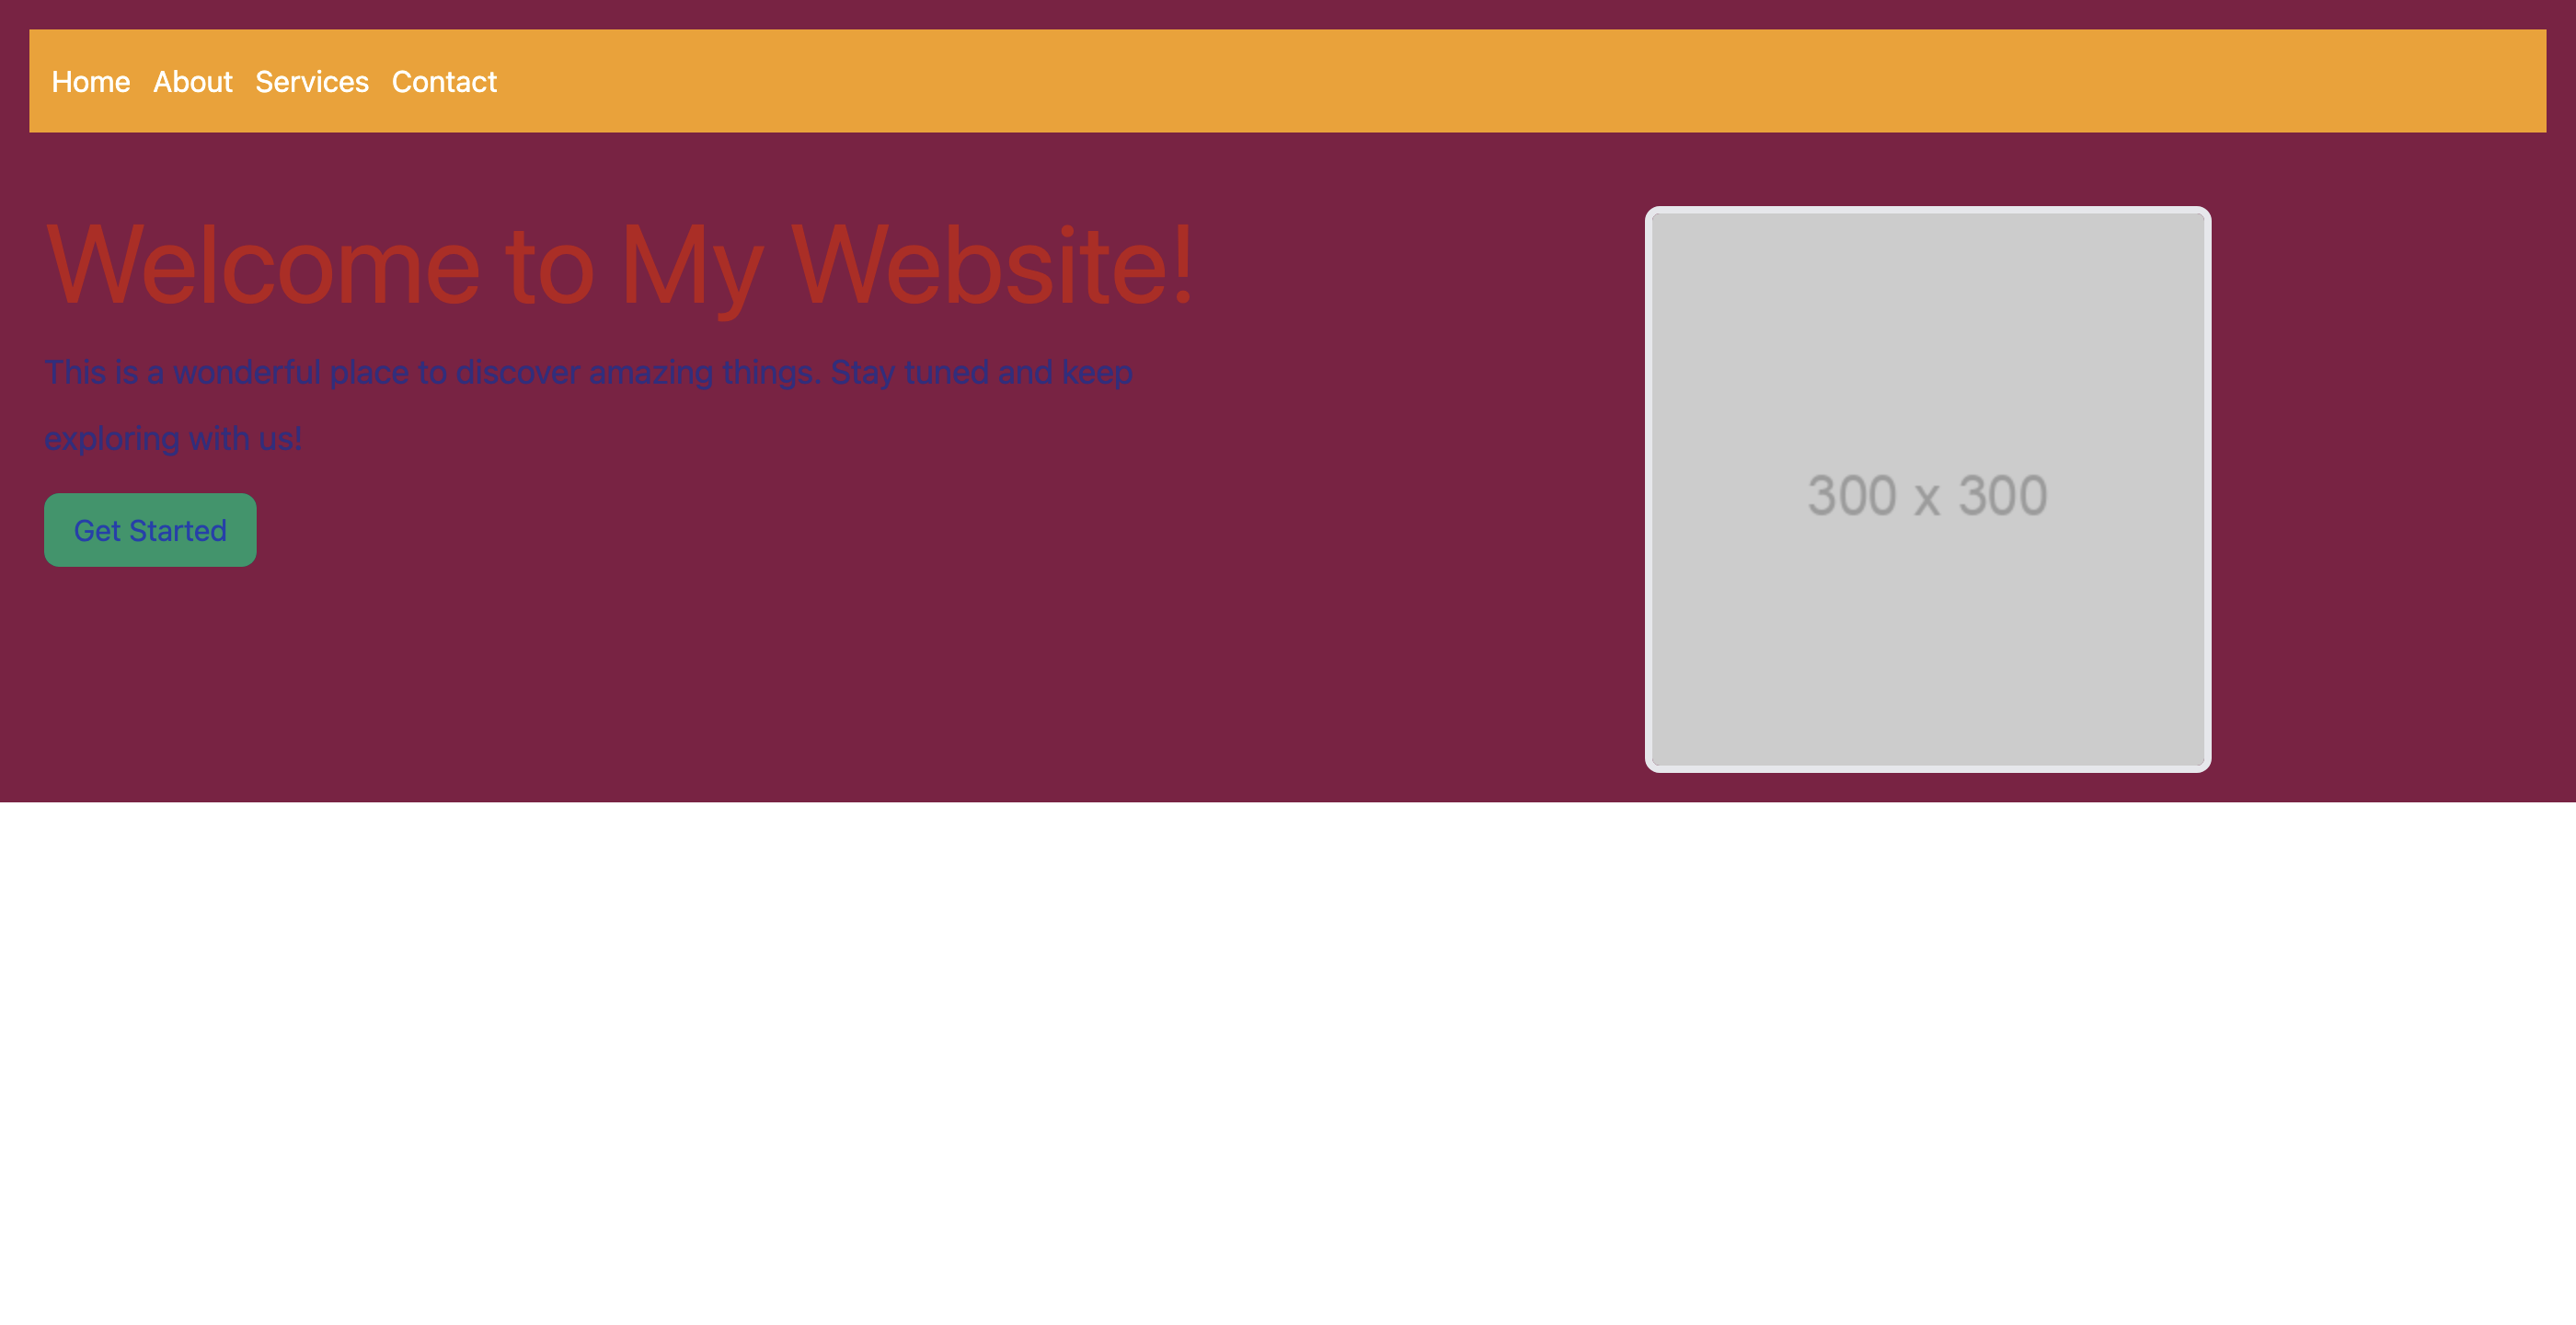 Home About Services Contact
Welcome to My Website!
This is a wonderful place to discover amazing things. Stay tuned and keep
exploring with us!
Get Started
300 x 300